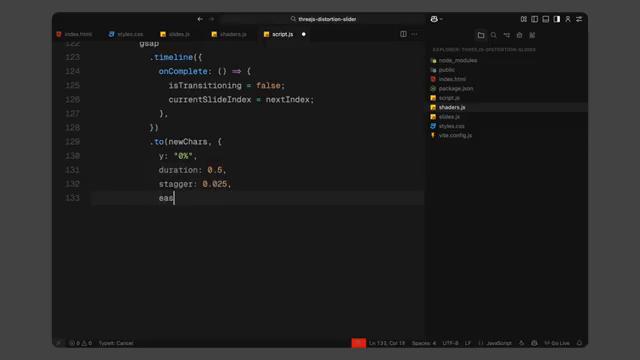 threejs-distortion-slider
index.html
styles.css
slides.js
shaders.js
script.js
EXPLORER: THREEJS-DISTORTION-SLIDER
122 gsap
123 .timeline({
124 onComplete: () => {
125 isTransitioning = false;
126 currentSlideIndex = nextIndex;
127 },
128 })
129 .to(newChars, {
130 y: "0%",
131 duration: 0.5,
132 stagger: 0.025,
133 eas
node_modules
public
index.html
package.json
script.js
shaders.js
slides.js
styles.css
vite.config.js
0 0 TypeIt: Cancel
Ln 133, Col 19 Spaces: 4 UTF-8 LF {} JavaScript Go Live